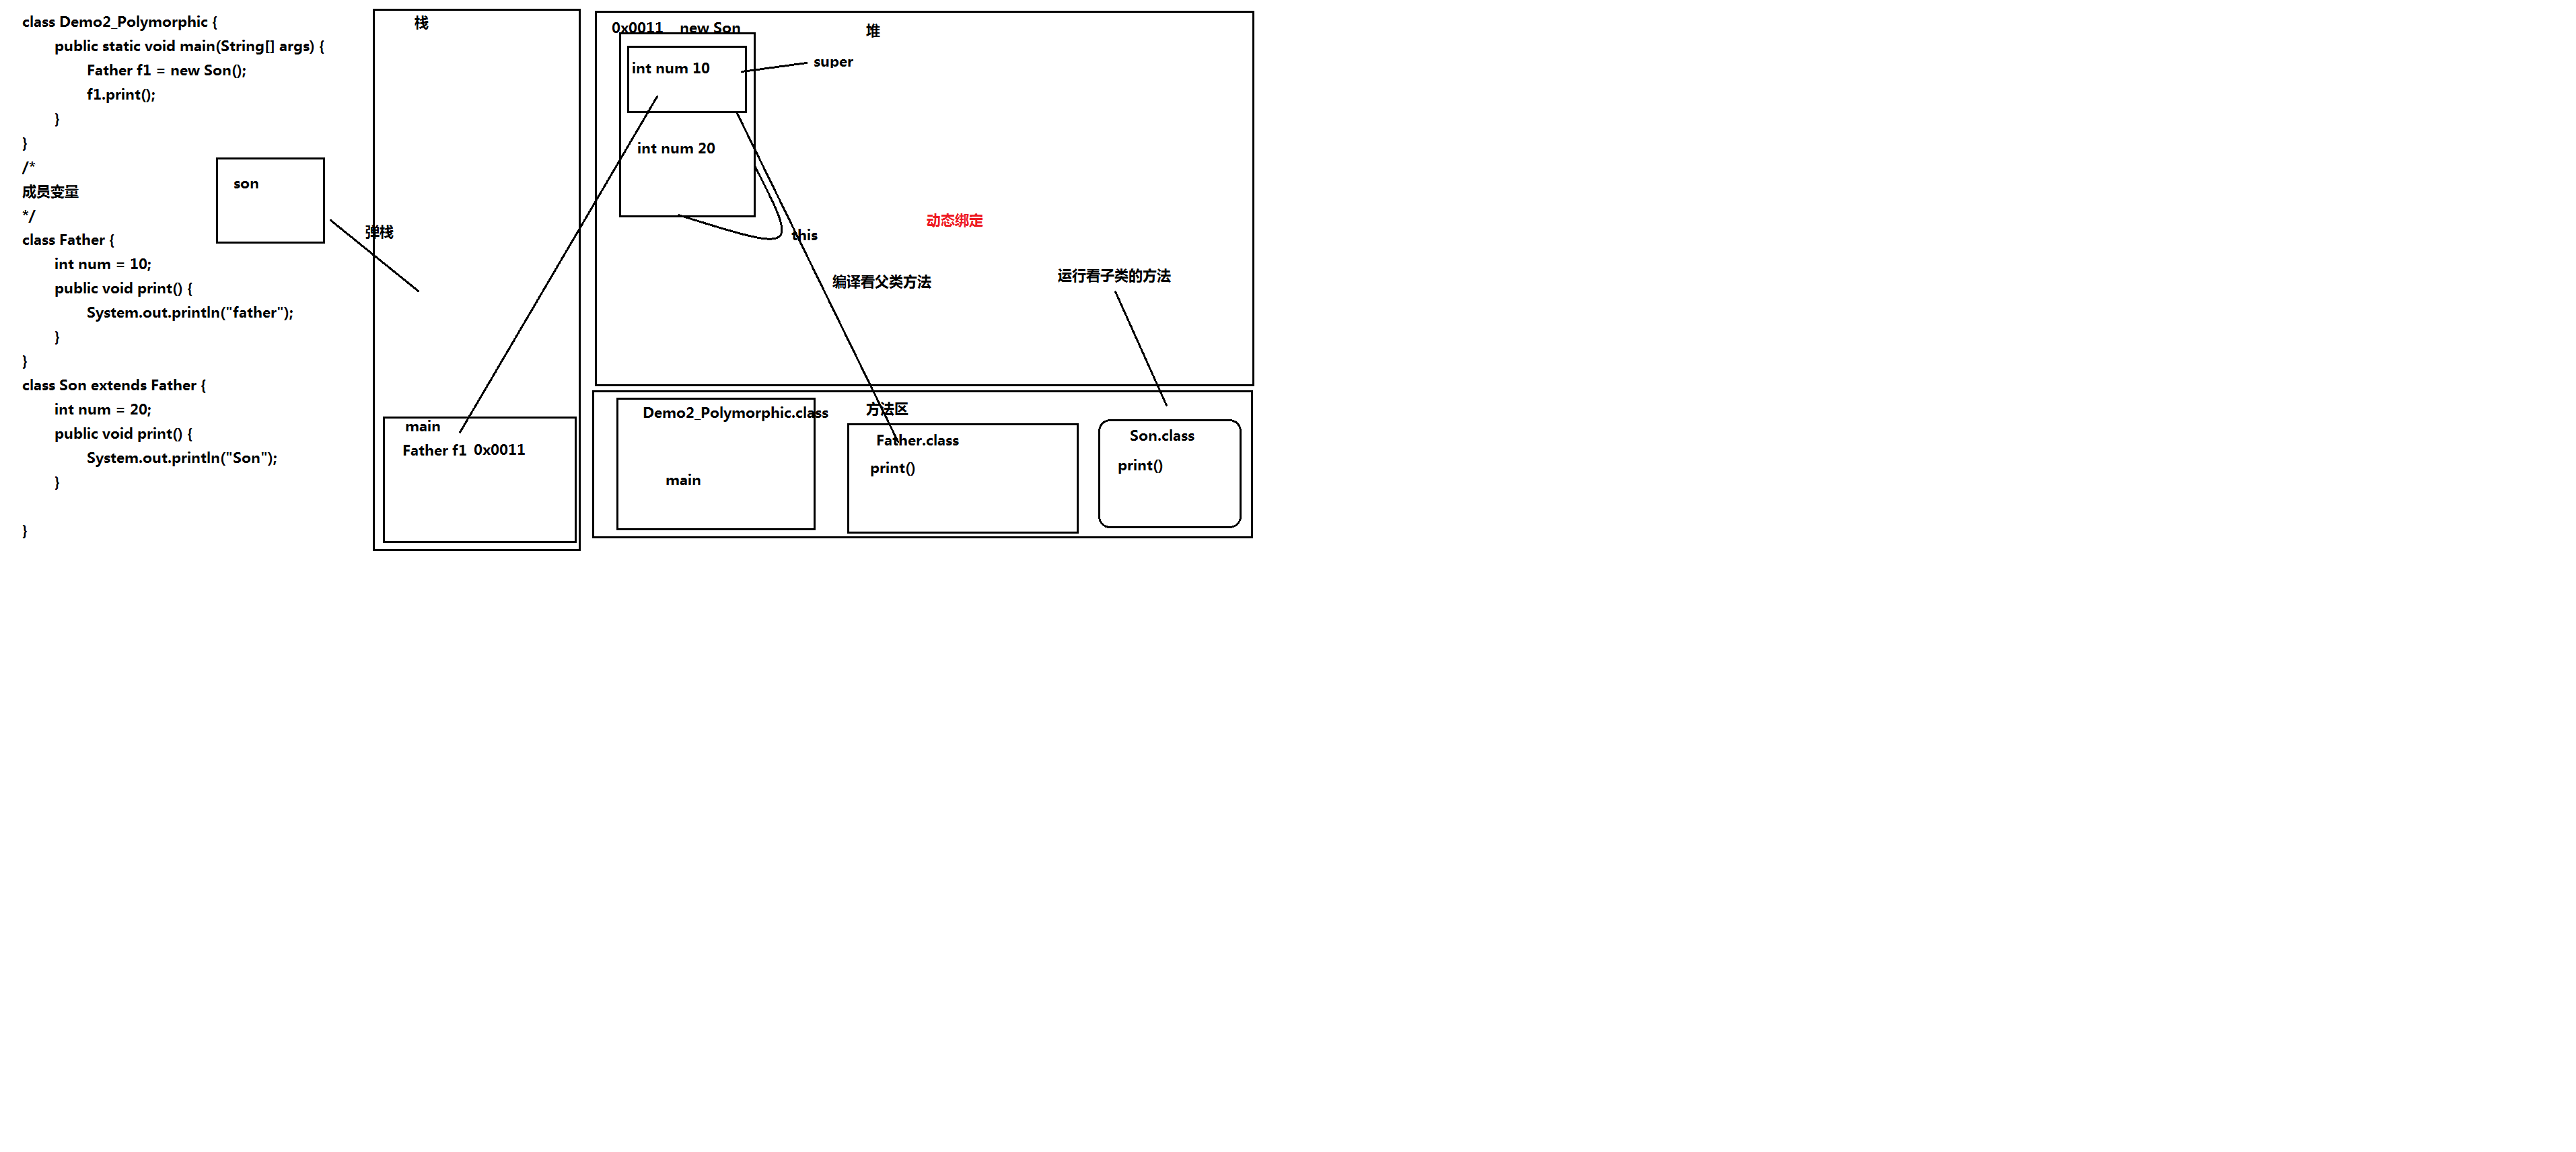 class Demo2_Polymorphic {
public static void main(String[] args) {
Father f1 = new Son();
f1.print();
}
}
/*
成员变量
*/
class Father {
int num = 10;
public void print() {
System.out.println("father");
}
}
class Son extends Father {
int num = 20;
public void print() {
System.out.println("Son");
}
}
son
弹栈
栈
main
Father f1 0x0011
堆
0x0011 new Son
int num 10
super
int num 20
this
动态绑定
编译看父类方法
运行看子类的方法
方法区
Demo2_Polymorphic.class
main
Father.class
print()
Son.class
print()